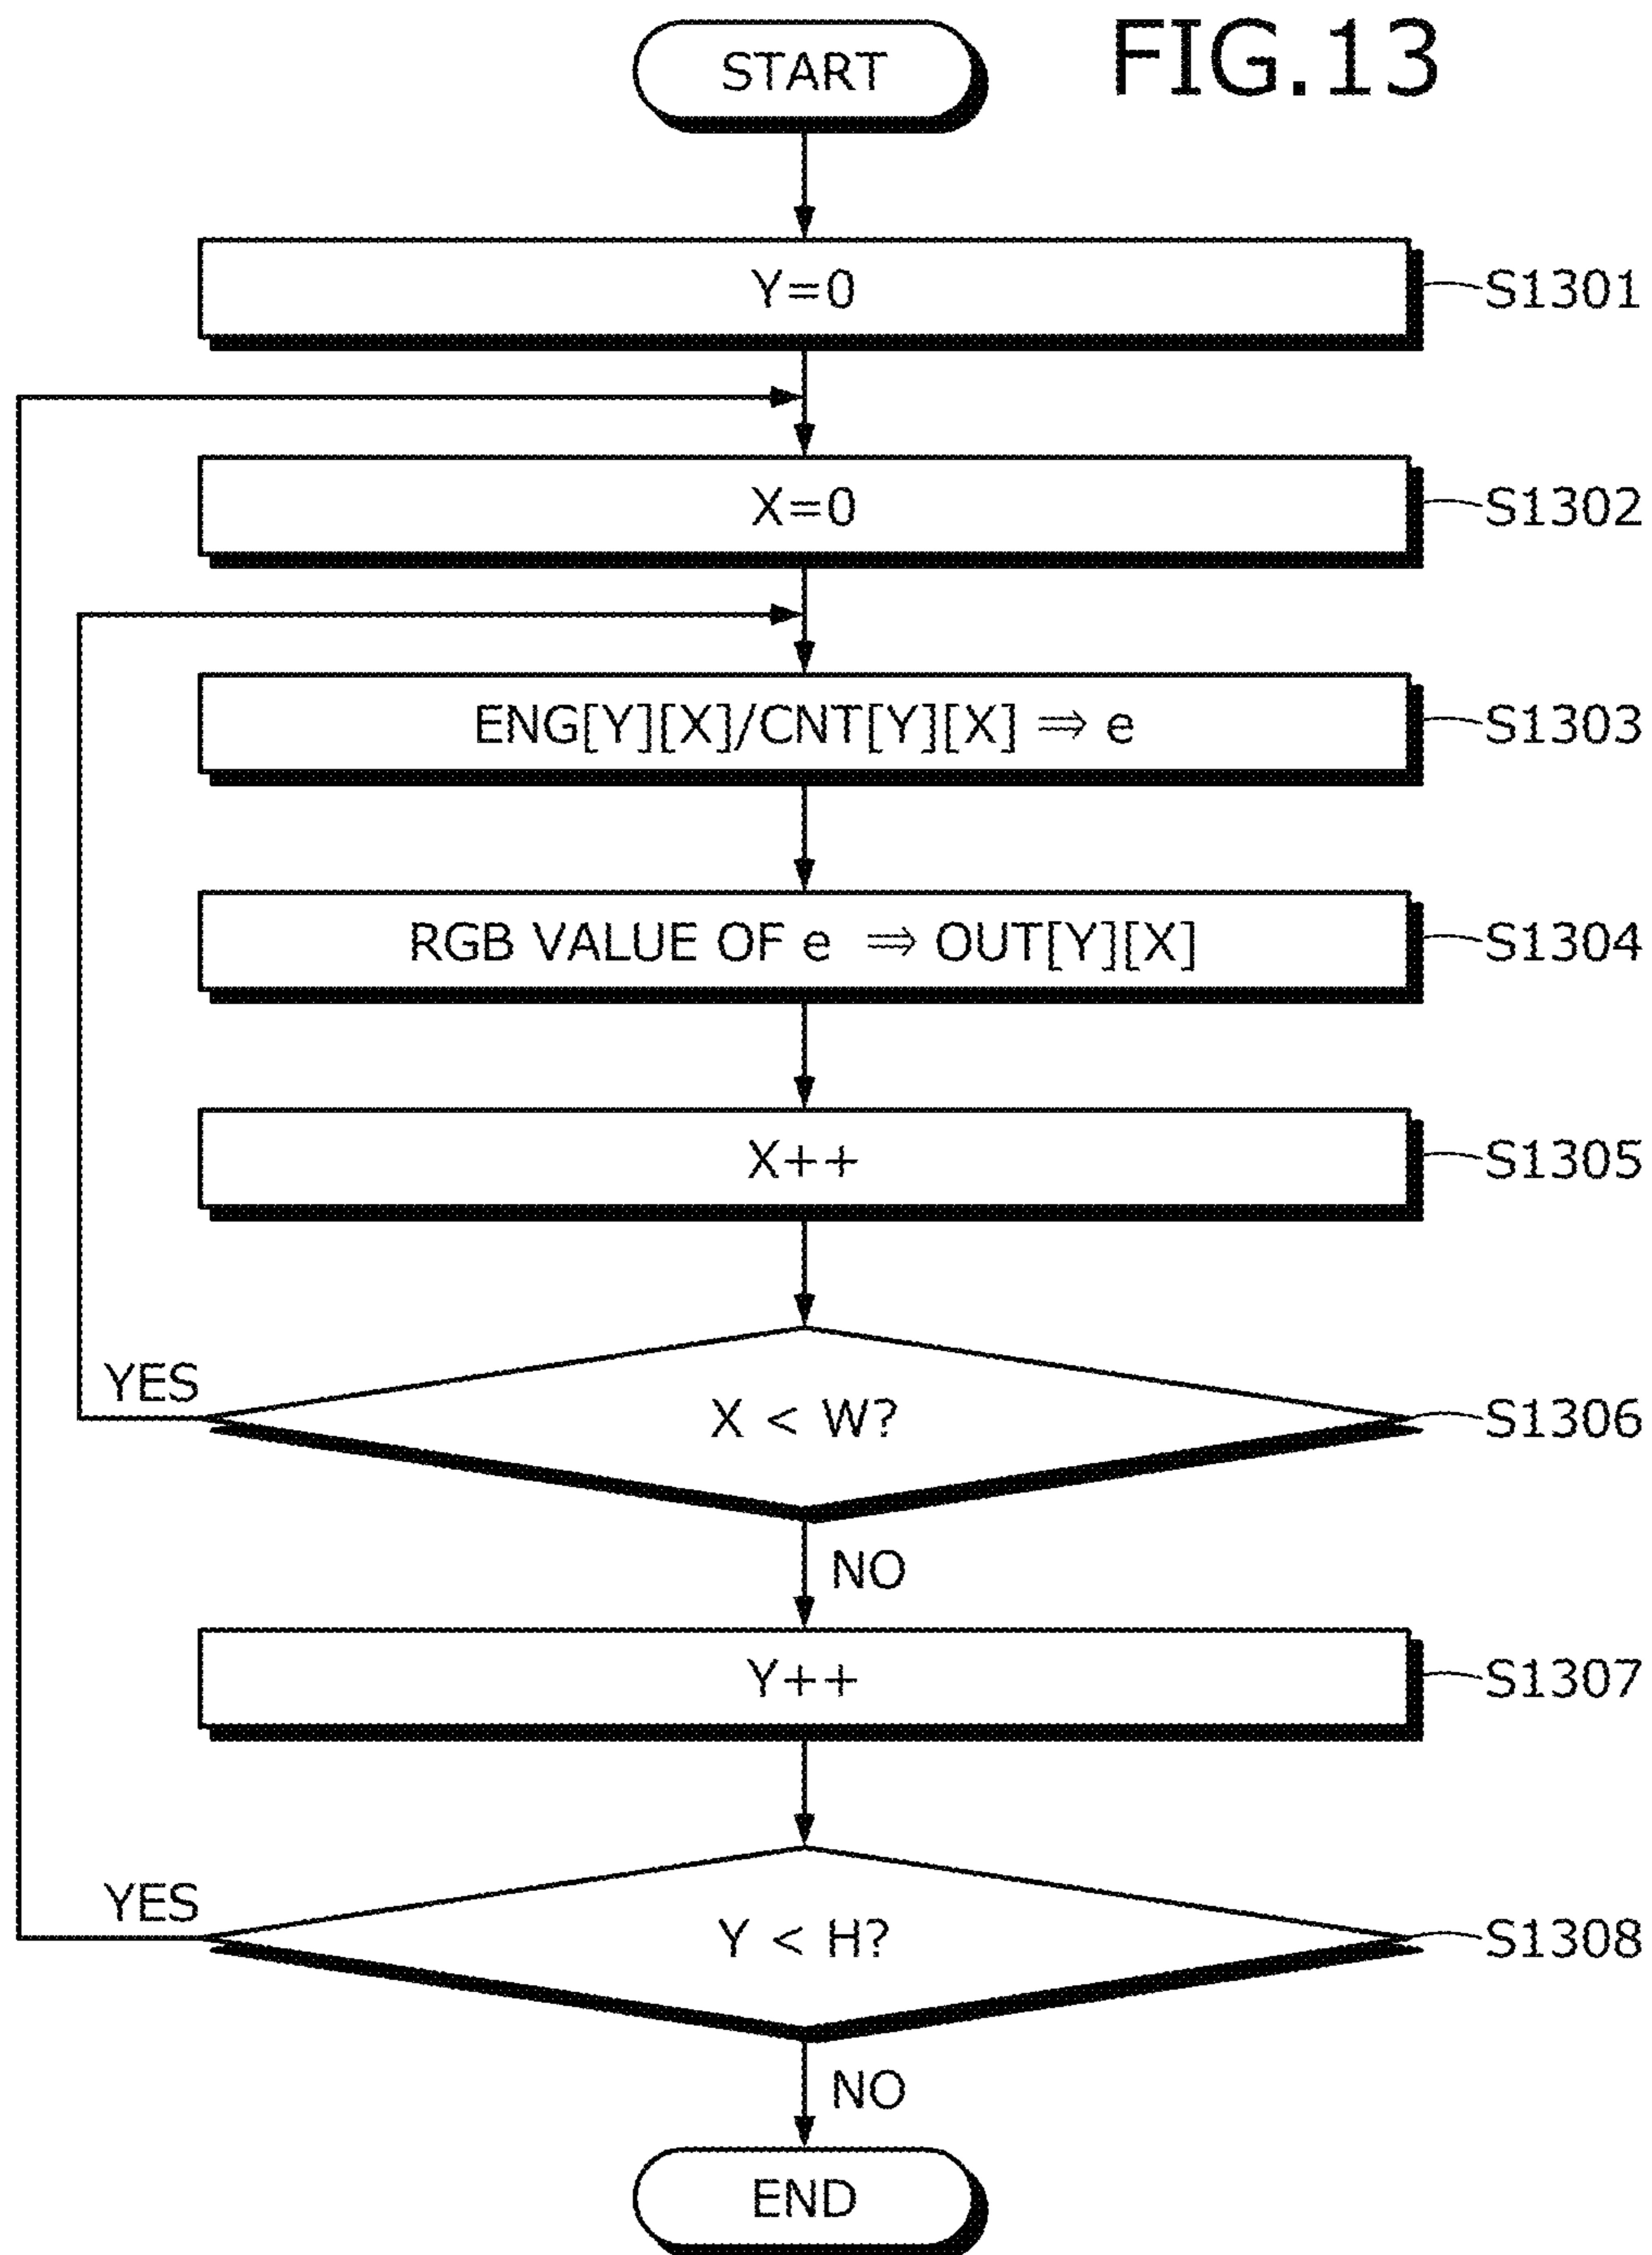 FIG.13
START
Y=0
S1301
X=0
S1302
ENG[Y][X]/CNT[Y][X] ⇒ e
S1303
RGB VALUE OF e ⇒ OUT[Y][X]
S1304
X++
S1305
YES
X < W?
S1306
NO
Y++
S1307
YES
Y < H?
S1308
NO
END